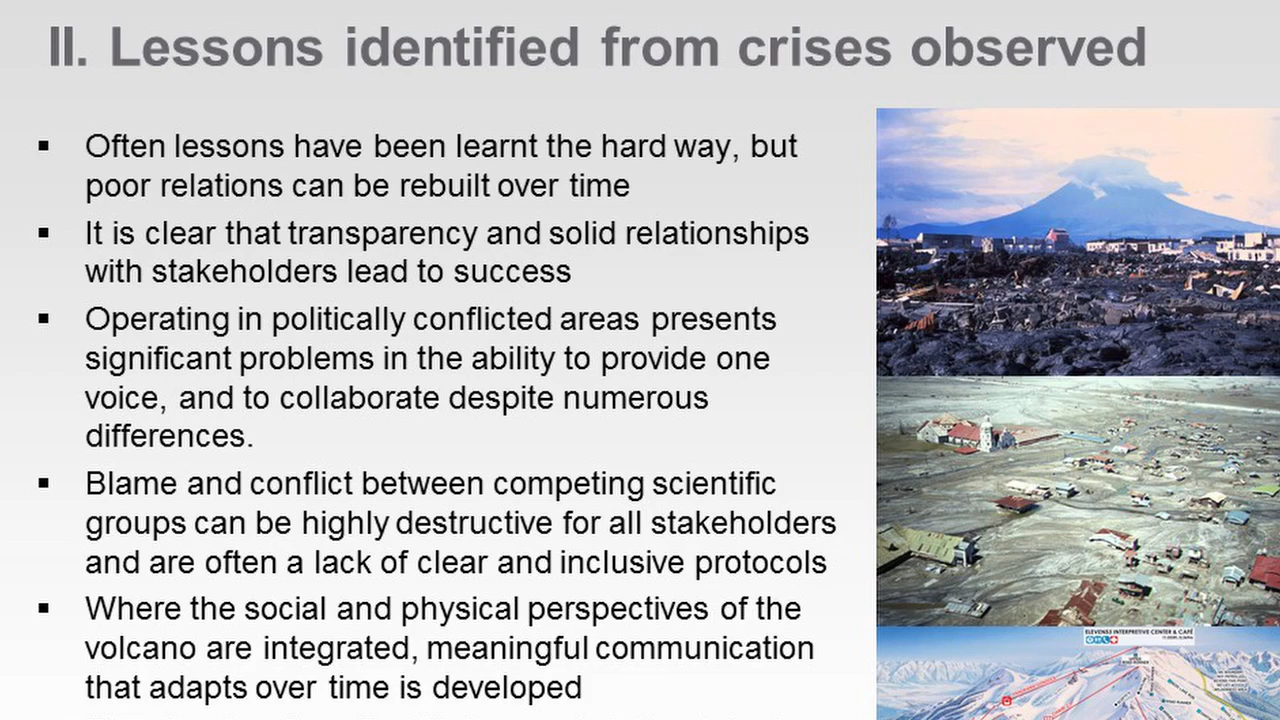 II. Lessons identified from crises observed
▪ Often lessons have been learnt the hard way, but
poor relations can be rebuilt over time
▪ It is clear that transparency and solid relationships
with stakeholders lead to success
▪ Operating in politically conflicted areas presents
significant problems in the ability to provide one
voice, and to collaborate despite numerous
differences.
▪ Blame and conflict between competing scientific
groups can be highly destructive for all stakeholders
and are often a lack of clear and inclusive protocols
▪ Where the social and physical perspectives of the
volcano are integrated, meaningful communication
that adapts over time is developed
ELEVEN53 INTERPRETIVE CENTER & CAFÉ